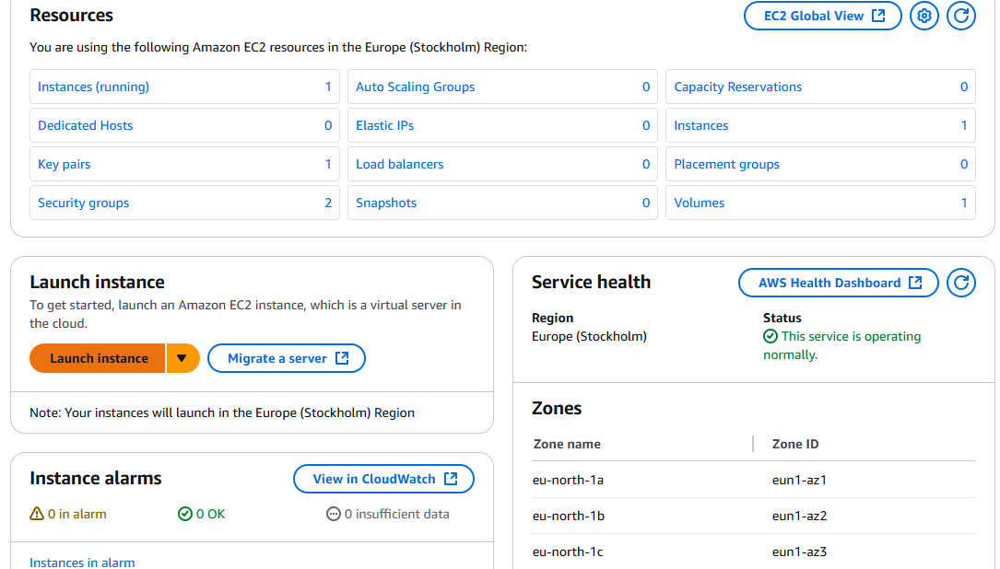 Resources
EC2 Global View
You are using the following Amazon EC2 resources in the Europe (Stockholm) Region:
Instances (running) 1
Auto Scaling Groups 0
Capacity Reservations 0
Dedicated Hosts 0
Elastic IPs 0
Instances 1
Key pairs 1
Load balancers 0
Placement groups 0
Security groups 2
Snapshots 0
Volumes 1
Launch instance
To get started, launch an Amazon EC2 instance, which is a virtual server in
the cloud.
Launch instance
Migrate a server
Note: Your instances will launch in the Europe (Stockholm) Region
Instance alarms
View in CloudWatch
0 in alarm
0 OK
0 insufficient data
Instances in alarm
Service health
AWS Health Dashboard
Region
Europe (Stockholm)
Status
This service is operating
normally.
Zones
Zone name Zone ID
eu-north-1a eun1-az1
eu-north-1b eun1-az2
eu-north-1c eun1-az3